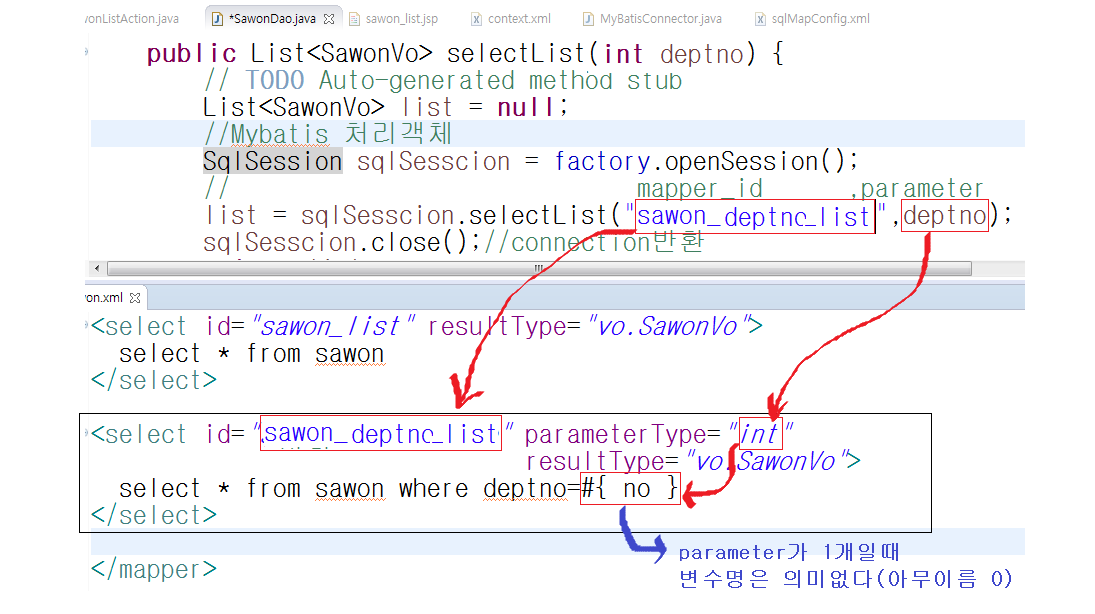 vonListAction.java *SawonDao.java sawon_list.jsp context.xml MyBatisConnector.java sqlMapConfig.xml
public List<SawonVo> selectList(int deptno) {
// TODO Auto-generated method stub
List<SawonVo> list = null;
//Mybatis 처리객체
SqlSession sqlSesscion = factory.openSession();
// mapper_id ,parameter
list = sqlSesscion.selectList("sawon_deptno_list",deptno);
sqlSesscion.close();//connection반환
on.xml
<select id="sawon_list" resultType="vo.SawonVo">
select * from sawon
</select>
<select id="sawon_deptno_list" parameterType="int"
resultType="vo.SawonVo">
select * from sawon where deptno=#{ no }
</select>
parameter가 1개일때
변수명은 의미없다(아무이름 O)
</mapper>